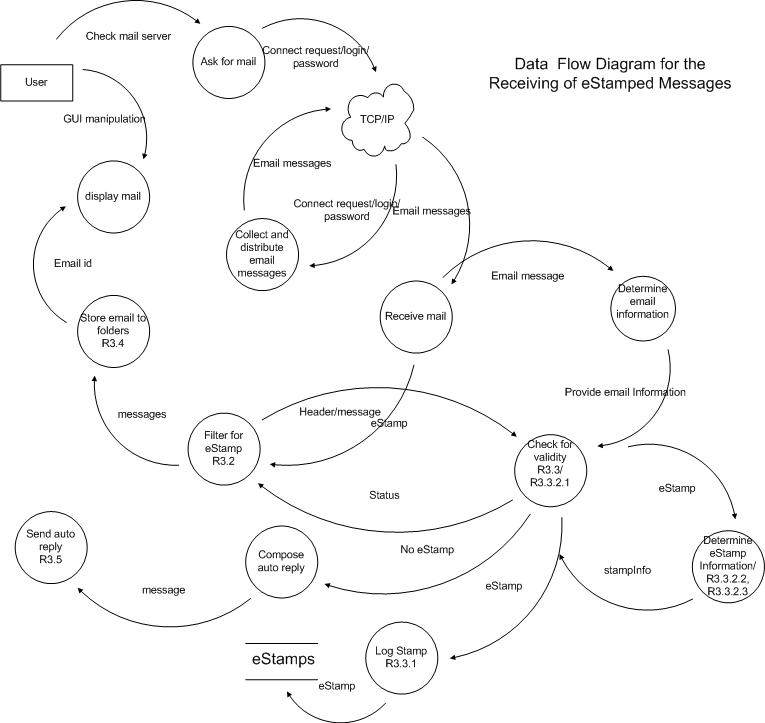 Check mail server
Ask for mail
Connect request/login/
password
Data Flow Diagram for the
Receiving of eStamped Messages
User
GUI manipulation
TCP/IP
Email messages
display mail
Connect request/login/
password
Email messages
Collect and
distribute
email
messages
Email id
Email message
Determine
email
information
Store email to
folders
R3.4
Receive mail
Provide email Information
messages
Header/message
eStamp
Filter for
eStamp
R3.2
Check for
validity
R3.3/
R3.3.2.1
Status
eStamp
Send auto
reply
R3.5
Compose
auto reply
No eStamp
Determine
eStamp
Information/
R3.3.2.2,
R3.3.2.3
stampInfo
message
eStamp
eStamps
Log Stamp
R3.3.1
eStamp